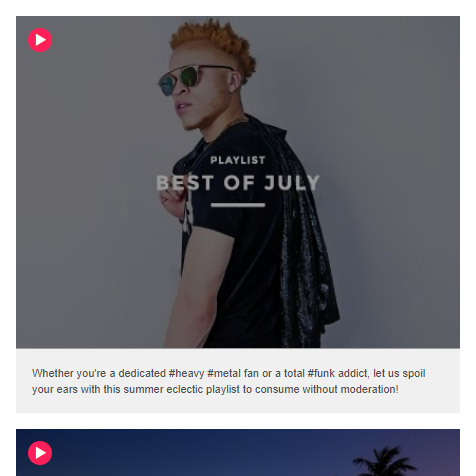 PLAYLIST
BEST OF JULY
Whether you're a dedicated #heavy #metal fan or a total #funk addict, let us spoil
your ears with this summer eclectic playlist to consume without moderation!